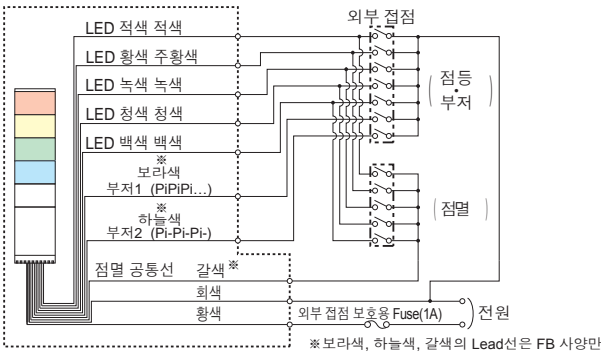 외부 접점
LED 적색 적색
LED 황색 주황색
LED 녹색 녹색
LED 청색 청색
LED 백색 백색
※
보라색
부저1 (PiPiPi…)
※
하늘색
부저2 (Pi-Pi-Pi-)
점멸 공통선 갈색※
회색
황색
(점등
•
부저)
(점멸)
외부 접점 보호용 Fuse(1A)
전원
※보라색, 하늘색, 갈색의 Lead선은 FB 사양만